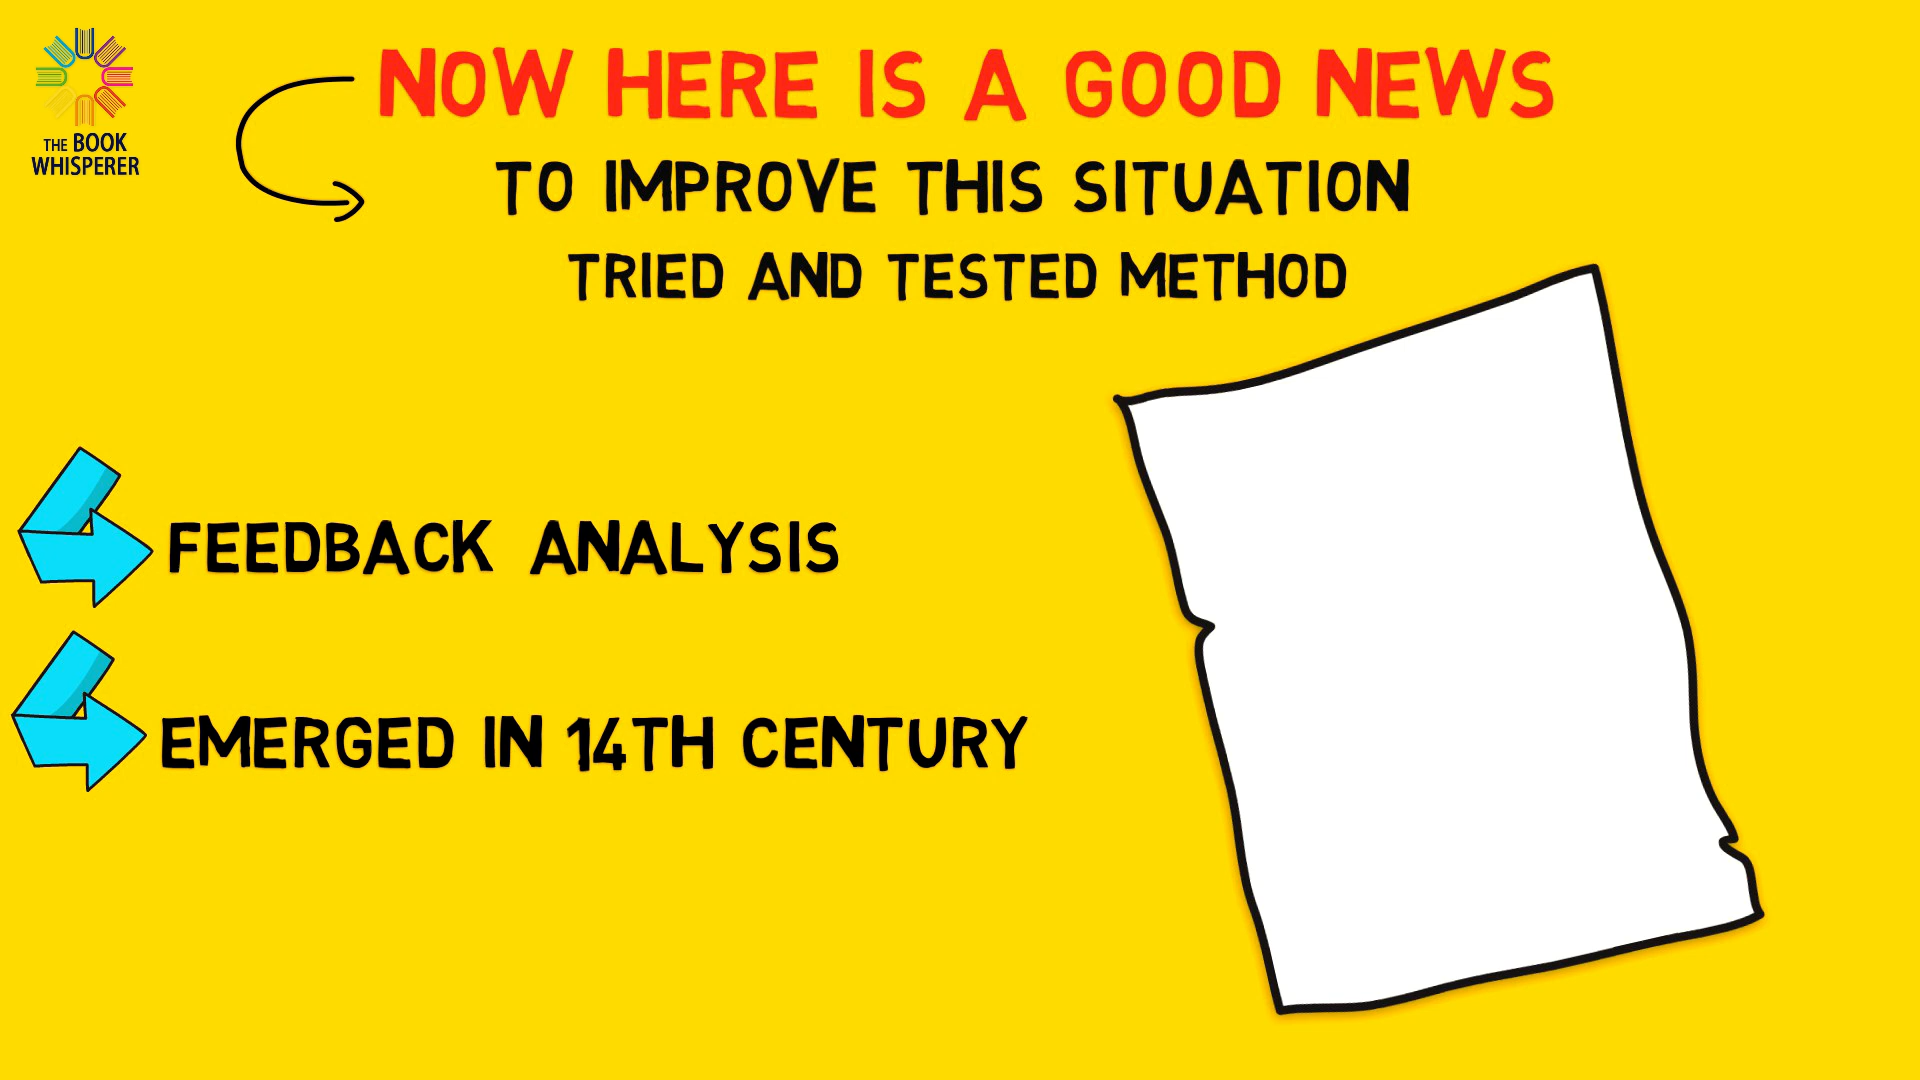 THE BOOK
WHISPERER
NOW HERE IS A GOOD NEWS
TO IMPROVE THIS SITUATION
TRIED AND TESTED METHOD
FEEDBACK ANALYSIS
EMERGED IN 14TH CENTURY